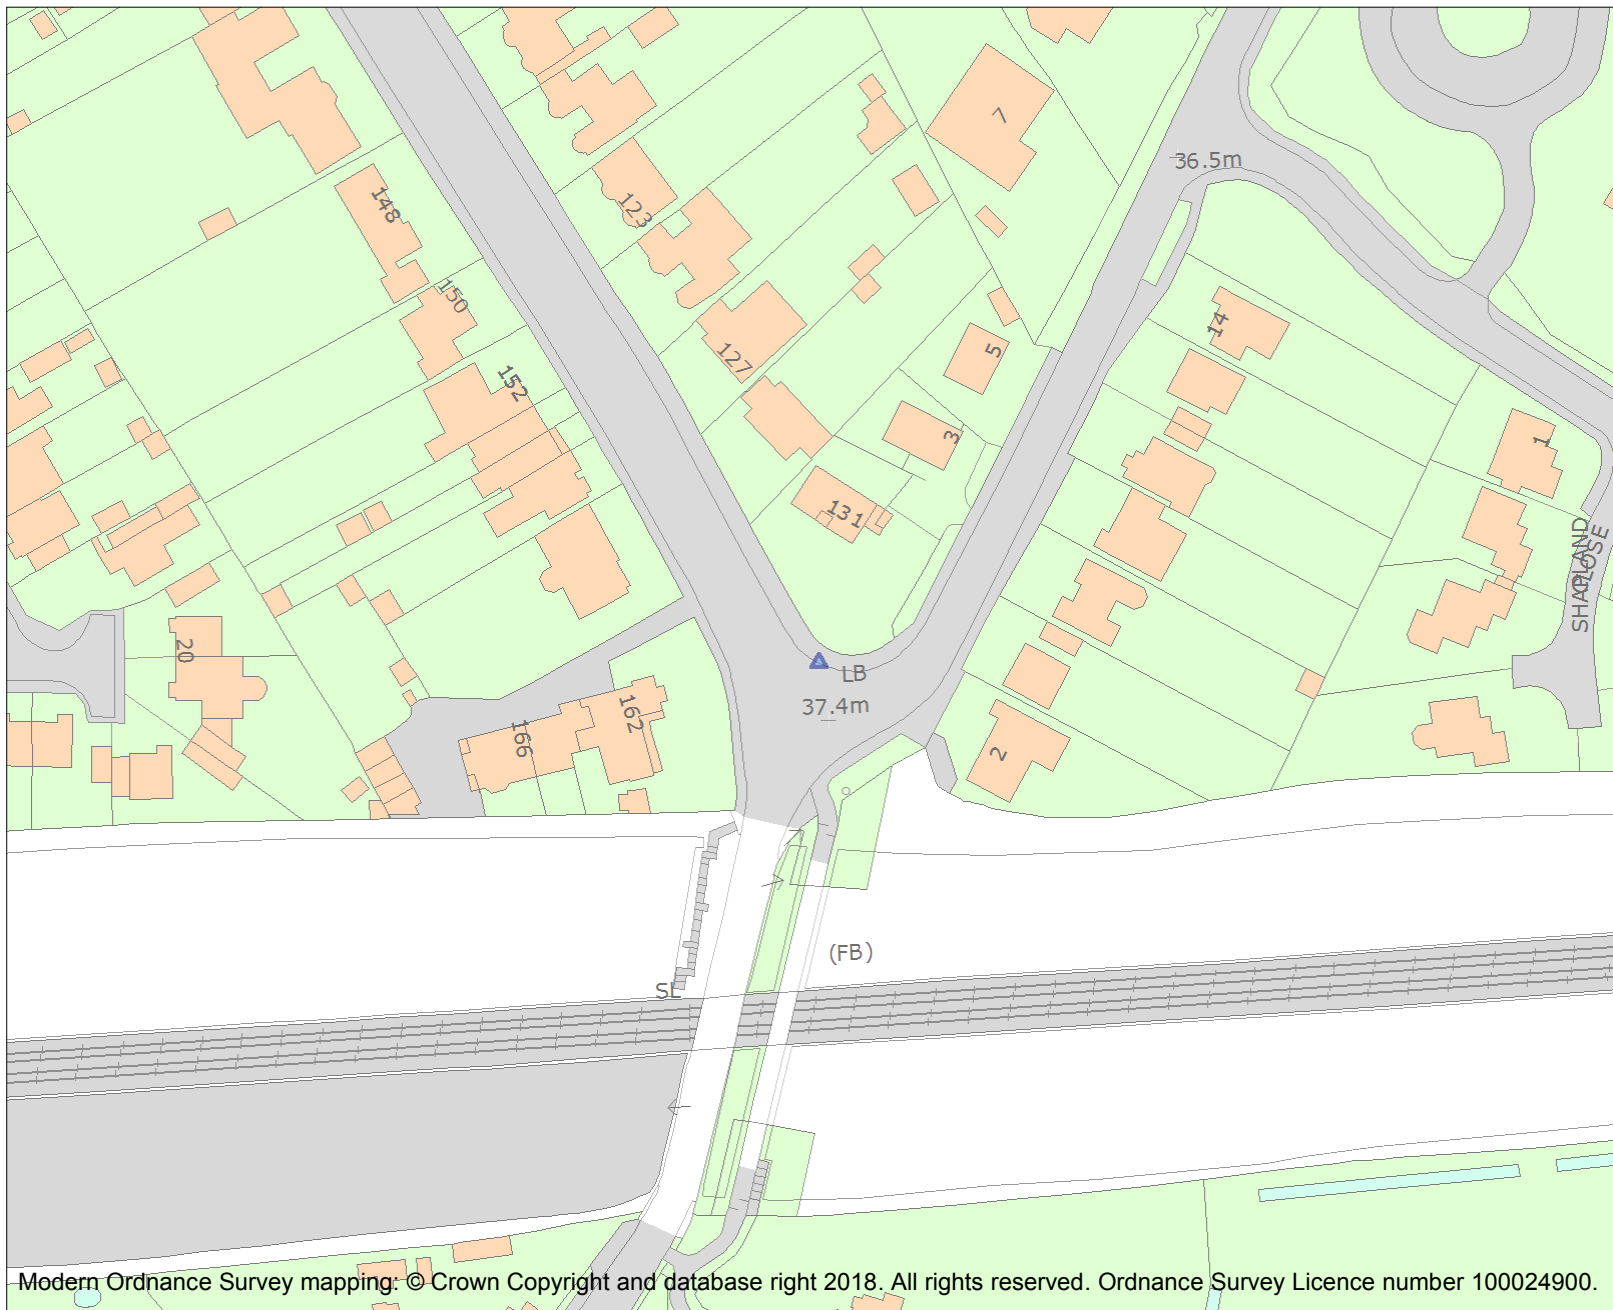 7
36.5m
148
123
150
14
127
5
152
3
1
131
SHAPLAND
CLOSE
20
LB
162
37.4m
166
2
(FB)
SL
Modern Ordnance Survey mapping: © Crown Copyright and database right 2018. All rights reserved. Ordnance Survey Licence number 100024900.